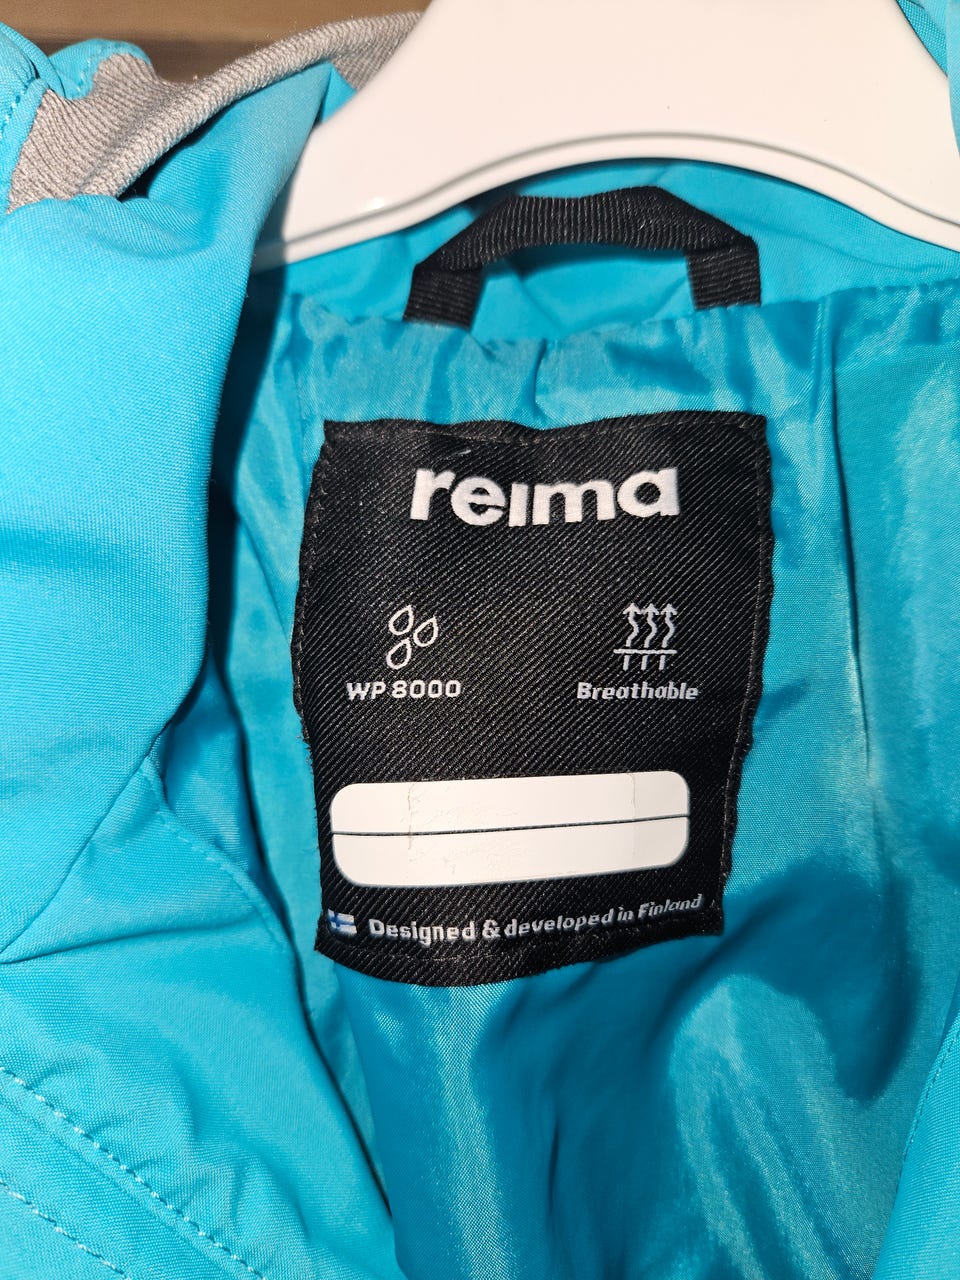 reima
WP 8000
Breathable
Designed & developed in Finland